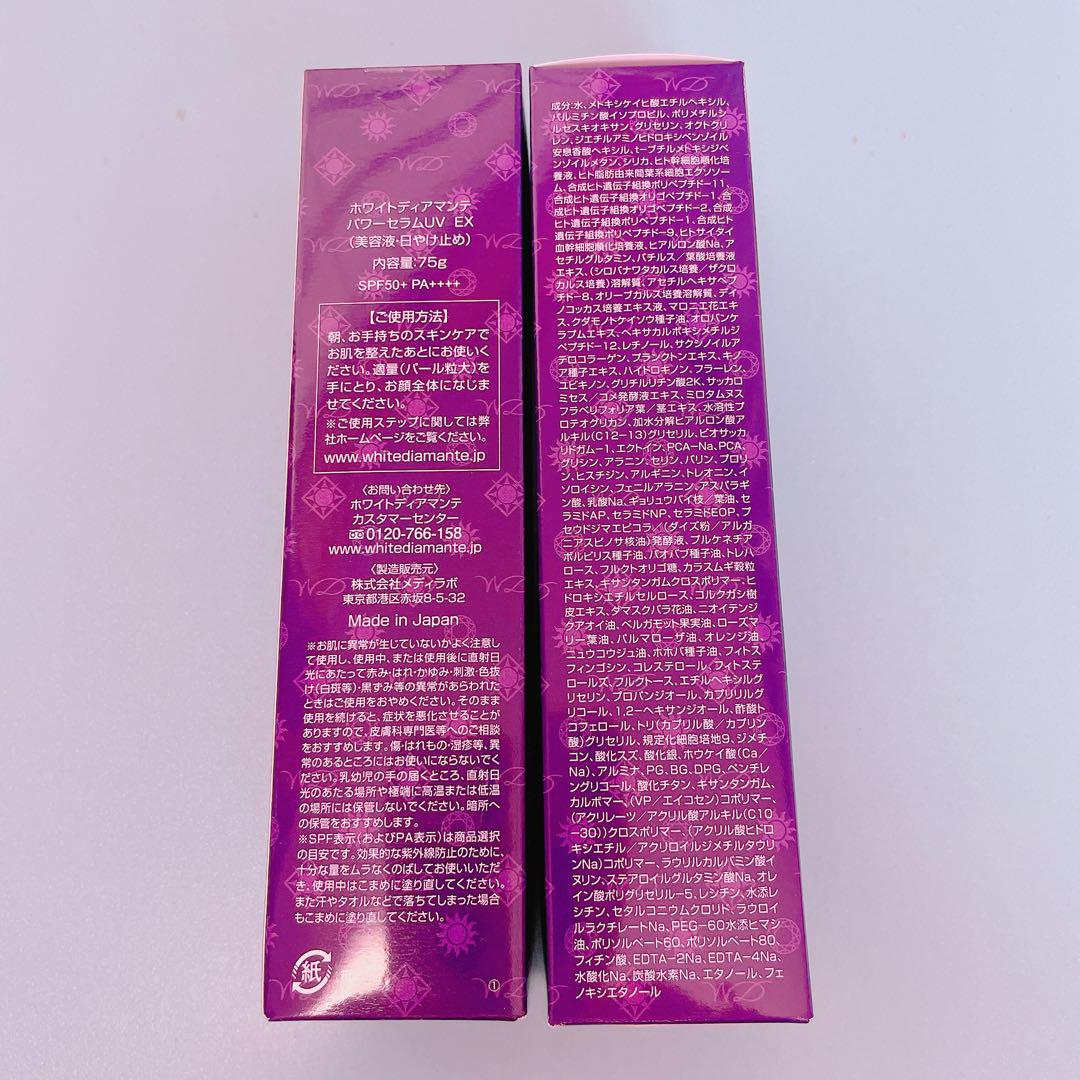 ホワイトディアマンテ
パワーセラムUV EX
(美容液・日やけ止め)
内容量:75g
SPF50+ PA++++
【ご使用方法】
朝、お手持ちのスキンケアで
お肌を整えたあとにお使いく
ださい。適量(パール粒大)を
手にとり、お顔全体になじま
せてください。
※ご使用ステップに関しては弊
社ホームページをご覧ください。
www.whitediamante.jp
〈お問い合わせ先〉
ホワイトディアマンテ
カスタマーセンター
0120-766-158
www.whitediamante.jp
〈製造販売元〉
株式会社メディラボ
東京都港区赤坂8-5-32
Made in Japan
※お肌に異常が生じていないかよく注意し
て使用し、使用中、または使用後に直射日
光にあたって赤み・はれ・かゆみ・刺激・色抜
け(白斑等)・黒ずみ等の異常があらわれた
ときはご使用をおやめください。そのまま
使用を続けると、症状を悪化させることが
ありますので、皮膚科専門医等へのご相談
をおすすめします。傷・はれもの・湿疹等、異
常のあるところにはお使いにならないでく
ださい。乳幼児の手の届くところ、直射日
光のあたる場所や極端に高温または低温
の場所には保管しないでください。暗所へ
の保管をおすすめします。
※SPF表示(およびPA表示)は商品選択
の目安です。効果的な紫外線防止のために、
十分な量をムラなくのばしてお使いいただ
き、使用中はこまめに塗り直してください。
また汗やタオルなどで落ちてしまった場合
もこまめに塗り直してください。
紙
①
成分:水、メトキシケイヒ酸エチルヘキシル、
パルミチン酸イソプロピル、ポリメチルシ
ルセスキオキサン、グリセリン、オクトクリ
レン、ジエチルアミノヒドロキシベンゾイル
安息香酸ヘキシル、t-ブチルメトキシジベ
ンゾイルメタン、シリカ、ヒト幹細胞順化培
養液、ヒト脂肪由来間葉系細胞エクソソー
ム、合成ヒト遺伝子組換ポリペプチド-11、
合成ヒト遺伝子組換オリゴペプチド-1、合
成ヒト遺伝子組換オリゴペプチド-2、合成
ヒト遺伝子組換ポリペプチド-1、合成ヒト
遺伝子組換ポリペプチド-9、ヒトサイタイ
血幹細胞順化培養液、ヒアルロン酸Na、ア
セチルグルタミン、バチルス/葉酸培養液
エキス、(シロバナワタカルス培養/ザクロ
カルス培養)溶解質、アセチルヘキサペプ
チド-8、オリーブカルス培養溶解質、デイ
ノコッカス培養エキス液、マロニエ花エキ
ス、クダモノトケイソウ種子油、オロバンケ
ラプムエキス、ヘキサカルボキシメチルジ
ペプチド-12、レチノール、サクシノイルア
テロコラーゲン、プランクトンエキス、キノ
ア種子エキス、ハイドロキノン、フラーレン、
ユビキノン、グリチルリチン酸2K、サッカロ
ミセス/コメ発酵液エキス、ミロタムヌス
フラベリフォリア葉/茎エキス、水溶性プ
ロテオグリカン、加水分解ヒアルロン酸ア
ルキル(C12-13)グリセリル、ビオサッカ
リドガム-1、エクトイン、PCA-Na、PCA、
グリシン、アラニン、セリン、バリン、プロリ
ン、ヒスチジン、アルギニン、トレオニン、イ
ソロイシン、フェニルアラニン、アスパラギ
ン酸、乳酸Na、ギョリュウバイ枝/葉油、セ
ラミドAP、セラミドNP、セラミドEOP、プ
セウドジマエピコラ/(ダイズ粉/アルガ
ニアスピノサ核油)発酵液、プルケネチア
ボルビリス種子油、バオバブ種子油、トレハ
ロース、フルクトオリゴ糖、カラスムギ穀粒
エキス、キサンタンガムクロスポリマー、ヒ
ドロキシエチルセルロース、ゴルクガシ樹
皮エキス、ダマスクバラ花油、ニオイテンジ
クアオイ油、ベルガモット果実油、ローズマ
リー葉油、パルマローザ油、オレンジ油、
ニュウコウジュ油、ホホバ種子油、フィトス
フィンゴシン、コレステロール、フィトステ
ロールズ、フルクトース、エチルヘキシルグ
リセリン、プロパンジオール、カプリリルグ
リコール、1,2-ヘキサンジオール、酢酸ト
コフェロール、トリ(カプリル酸/カプリン
酸)グリセリル、規定化細胞培地9、ジメチ
コン、酸化スズ、酸化銀、ホウケイ酸(Ca/
Na)、アルミナ、PG、BG、DPG、ペンチレ
ングリコール、酸化チタン、キサンタンガム、
カルボマー、(VP/エイコセン)コポリマー、
(アクリレーツ/アクリル酸アルキル(C10
-30))クロスポリマー、(アクリル酸ヒドロ
キシエチル/アクリロイルジメチルタウリ
ンNa)コポリマー、ラウリルカルバミン酸イ
ヌリン、ステアロイルグルタミン酸Na、オレ
イン酸ポリグリセリル-5、レシチン、水添レ
シチン、セタルコニウムクロリド、ラウロイ
ルラクチレートNa、PEG-60水添ヒマシ
油、ポリソルベート60、ポリソルベート80、
フィチン酸、EDTA-2Na、EDTA-4Na、
水酸化Na、炭酸水素Na、エタノール、フェ
ノキシエタノール